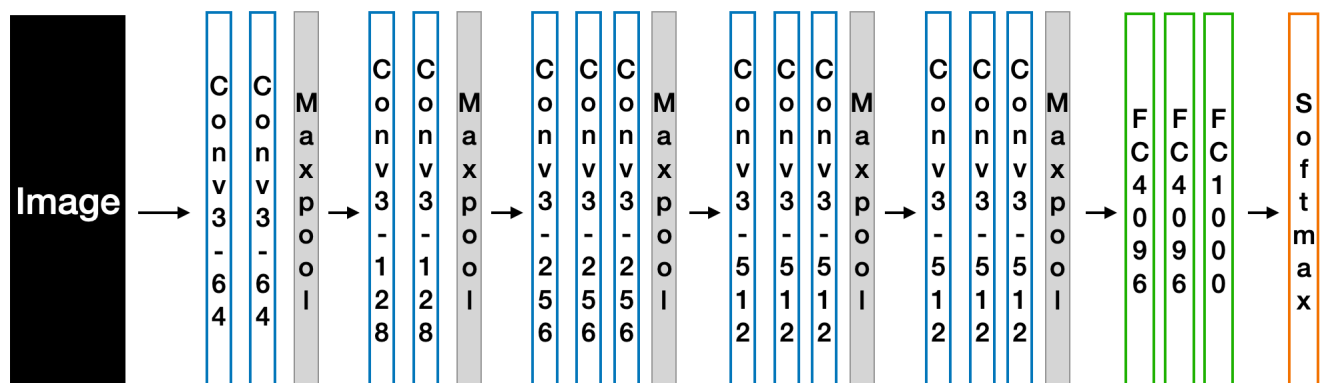 Image
Conv3-64
Conv3-64
Maxpool
Conv3-128
Conv3-128
Maxpool
Conv3-256
Conv3-256
Conv3-256
Maxpool
Conv3-512
Conv3-512
Conv3-512
Maxpool
Conv3-512
Conv3-512
Conv3-512
Maxpool
FC4096
FC4096
FC1000
Softmax